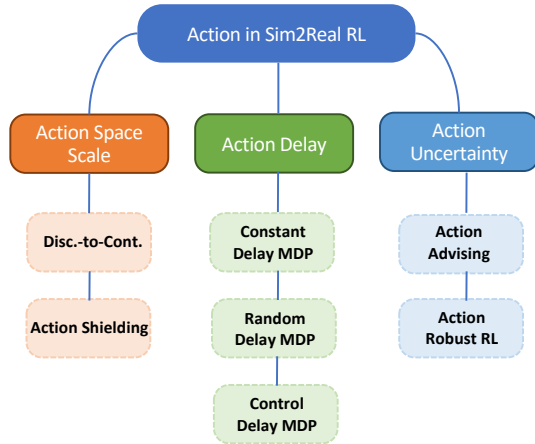 Action in Sim2Real RL
Action Space
Scale
Action Delay
Action
Uncertainty
Disc.-to-Cont.
Action Shielding
Constant
Delay MDP
Random
Delay MDP
Control
Delay MDP
Action
Advising
Action
Robust RL